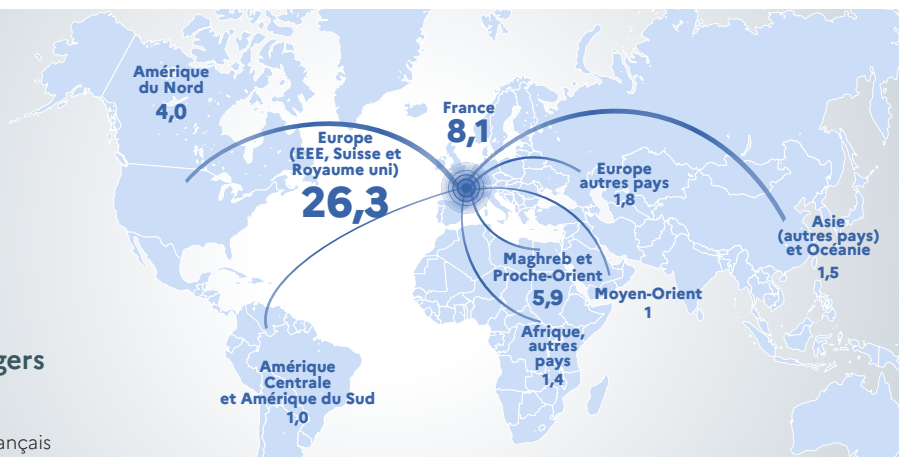 Amérique
du Nord
4,0
France
8,1
Europe
(EEE, Suisse et
Royaume uni)
26,3
Europe
autres pays
1,8
Asie
(autres pays)
et Océanie
1,5
Maghreb et
Proche-Orient
5,9
Moyen-Orient
1
Afrique,
autres
pays
1,4
Amérique
Centrale
et Amérique du Sud
1,0
gers
ançais